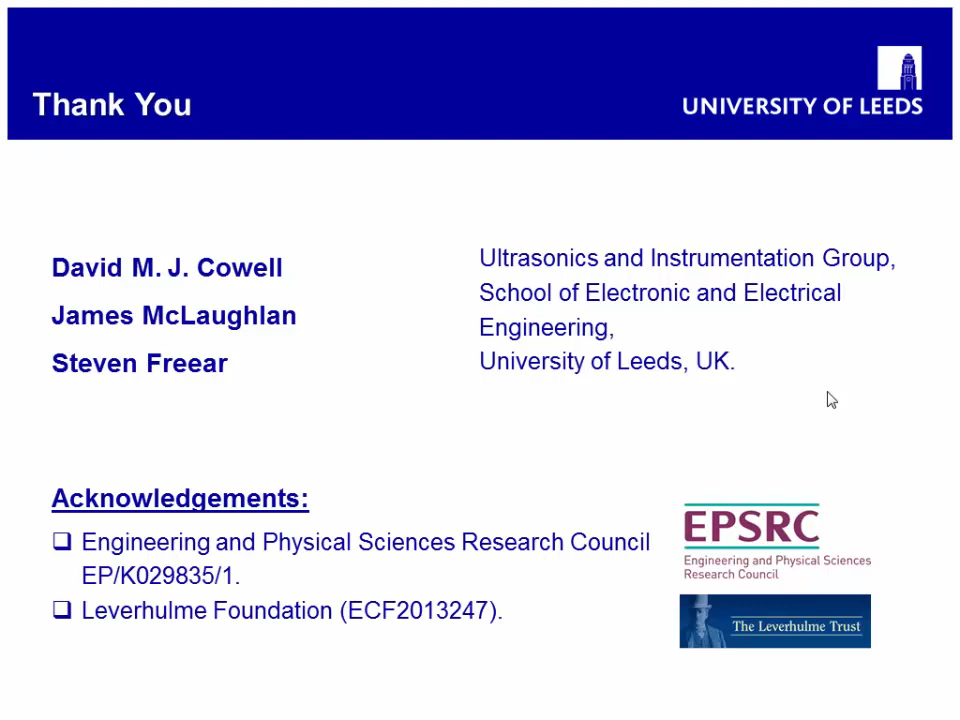 Thank You
UNIVERSITY OF LEEDS
David M. J. Cowell
James McLaughlan
Steven Freear
Ultrasonics and Instrumentation Group,
School of Electronic and Electrical
Engineering,
University of Leeds, UK.
Acknowledgements:
Engineering and Physical Sciences Research Council
EP/K029835/1.
Leverhulme Foundation (ECF2013247).
EPSRC
Engineering and Physical Sciences
Research Council
The Leverhulme Trust